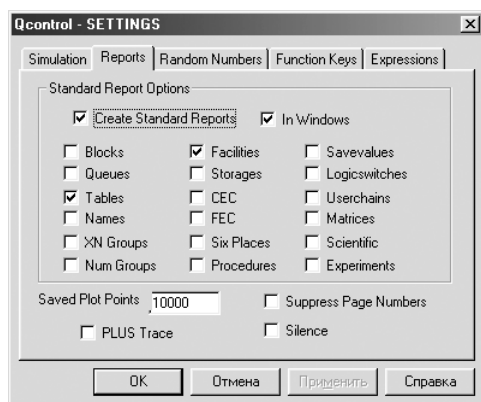 Qcontrol - SETTINGS
Simulation Reports Random Numbers Function Keys Expressions
Standard Report Options
Create Standard Reports In Windows
Blocks Facilities Savevalues
Queues Storages Logicswitches
Tables CEC Userchains
Names FEC Matrices
XN Groups Six Places Scientific
Num Groups Procedures Experiments
Saved Plot Points 10000 Suppress Page Numbers
PLUS Trace Silence
OK Отмена Применить Справка